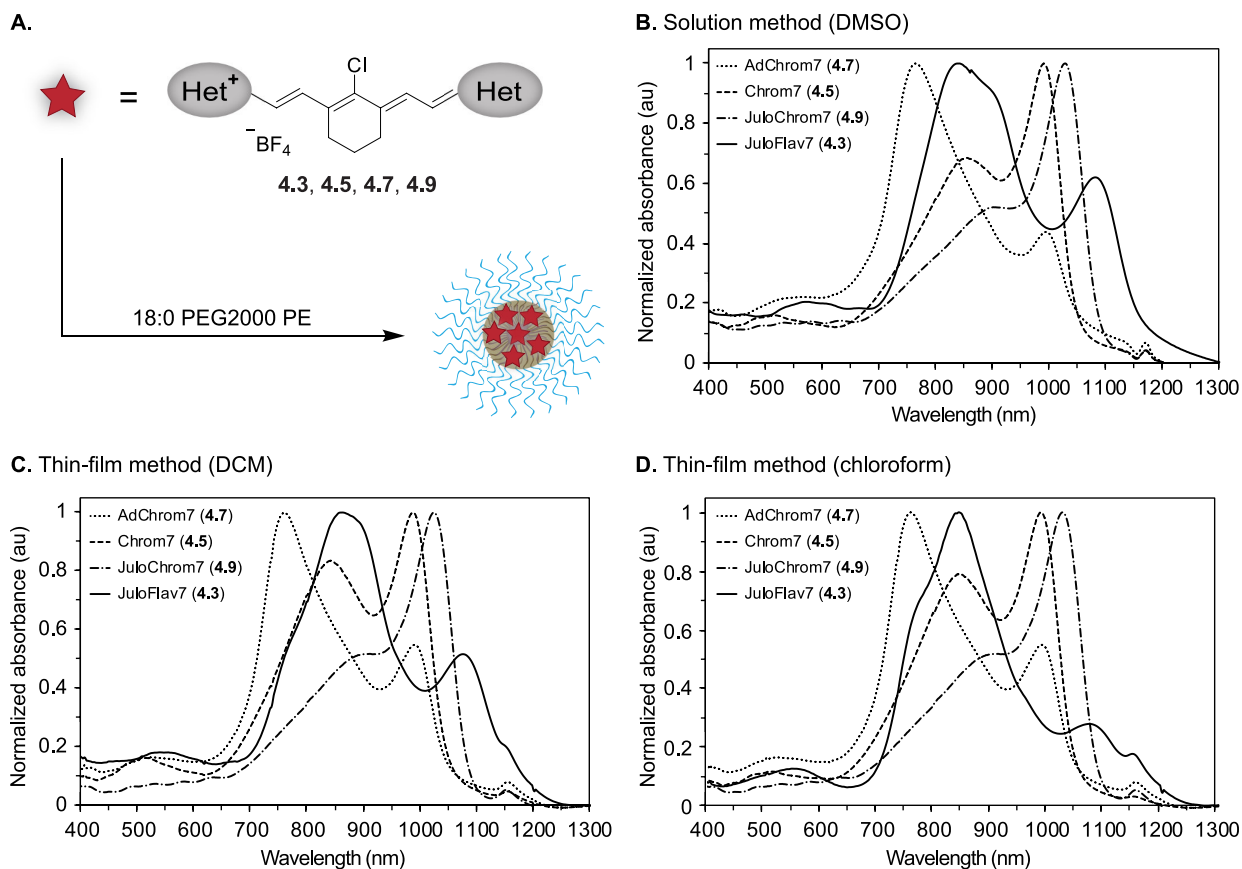 A.
Het+
Cl
Het
=
−BF4
4.3, 4.5, 4.7, 4.9
18:0 PEG2000 PE
B. Solution method (DMSO)
Normalized absorbance (au)
1
0.8
0.6
0.4
0.2
0
AdChrom7 (4.7)
Chrom7 (4.5)
JuloChrom7 (4.9)
JuloFlav7 (4.3)
400 500 600 700 800 900 1000 1100 1200 1300
Wavelength (nm)
C. Thin-film method (DCM)
Normalized absorbance (au)
1
0.8
0.6
0.4
0.2
0
AdChrom7 (4.7)
Chrom7 (4.5)
JuloChrom7 (4.9)
JuloFlav7 (4.3)
400 500 600 700 800 900 1000 1100 1200 1300
Wavelength (nm)
D. Thin-film method (chloroform)
Normalized absorbance (au)
1
0.8
0.6
0.4
0.2
0
AdChrom7 (4.7)
Chrom7 (4.5)
JuloChrom7 (4.9)
JuloFlav7 (4.3)
400 500 600 700 800 900 1000 1100 1200 1300
Wavelength (nm)